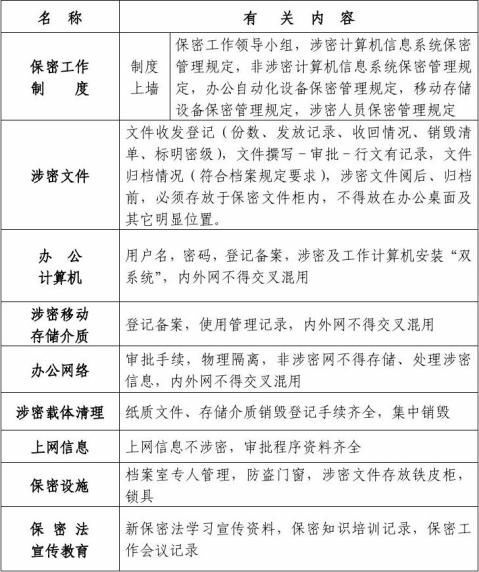 名 称
有 关 内 容
保密工作
制 度
制度
上墙
保密工作领导小组，涉密计算机信息系统保密
管理规定，非涉密计算机信息系统保密管理规
定，办公自动化设备保密管理规定，移动存储
设备保密管理规定，涉密人员保密管理规定
涉密文件
文件收发登记（份数、发放记录、收回情况、销毁清
单、标明密级），文件撰写－审批－行文有记录，文件
归档情况（符合档案规定要求），涉密文件阅后、归档
前，必须存放于保密文件柜内，不得放在办公桌面及
其它明显位置。
办 公
计算机
用户名，密码，登记备案，涉密及工作计算机安装“双
系统”，内外网不得交叉混用
涉密移动
存储介质
登记备案，使用管理记录，内外网不得交叉混用
办公网络
审批手续，物理隔离，非涉密网不得存储、处理涉密
信息，内外网不得交叉混用
涉密载体清理
纸质文件、存储介质销毁登记手续齐全，集中销毁
上网信息
上网信息不涉密，审批程序资料齐全
保密设施
档案室专人管理，防盗门窗，涉密文件存放铁皮柜，
锁具
保 密 法
宣传教育
新保密法学习宣传资料，保密知识培训记录，保密工
作会议记录